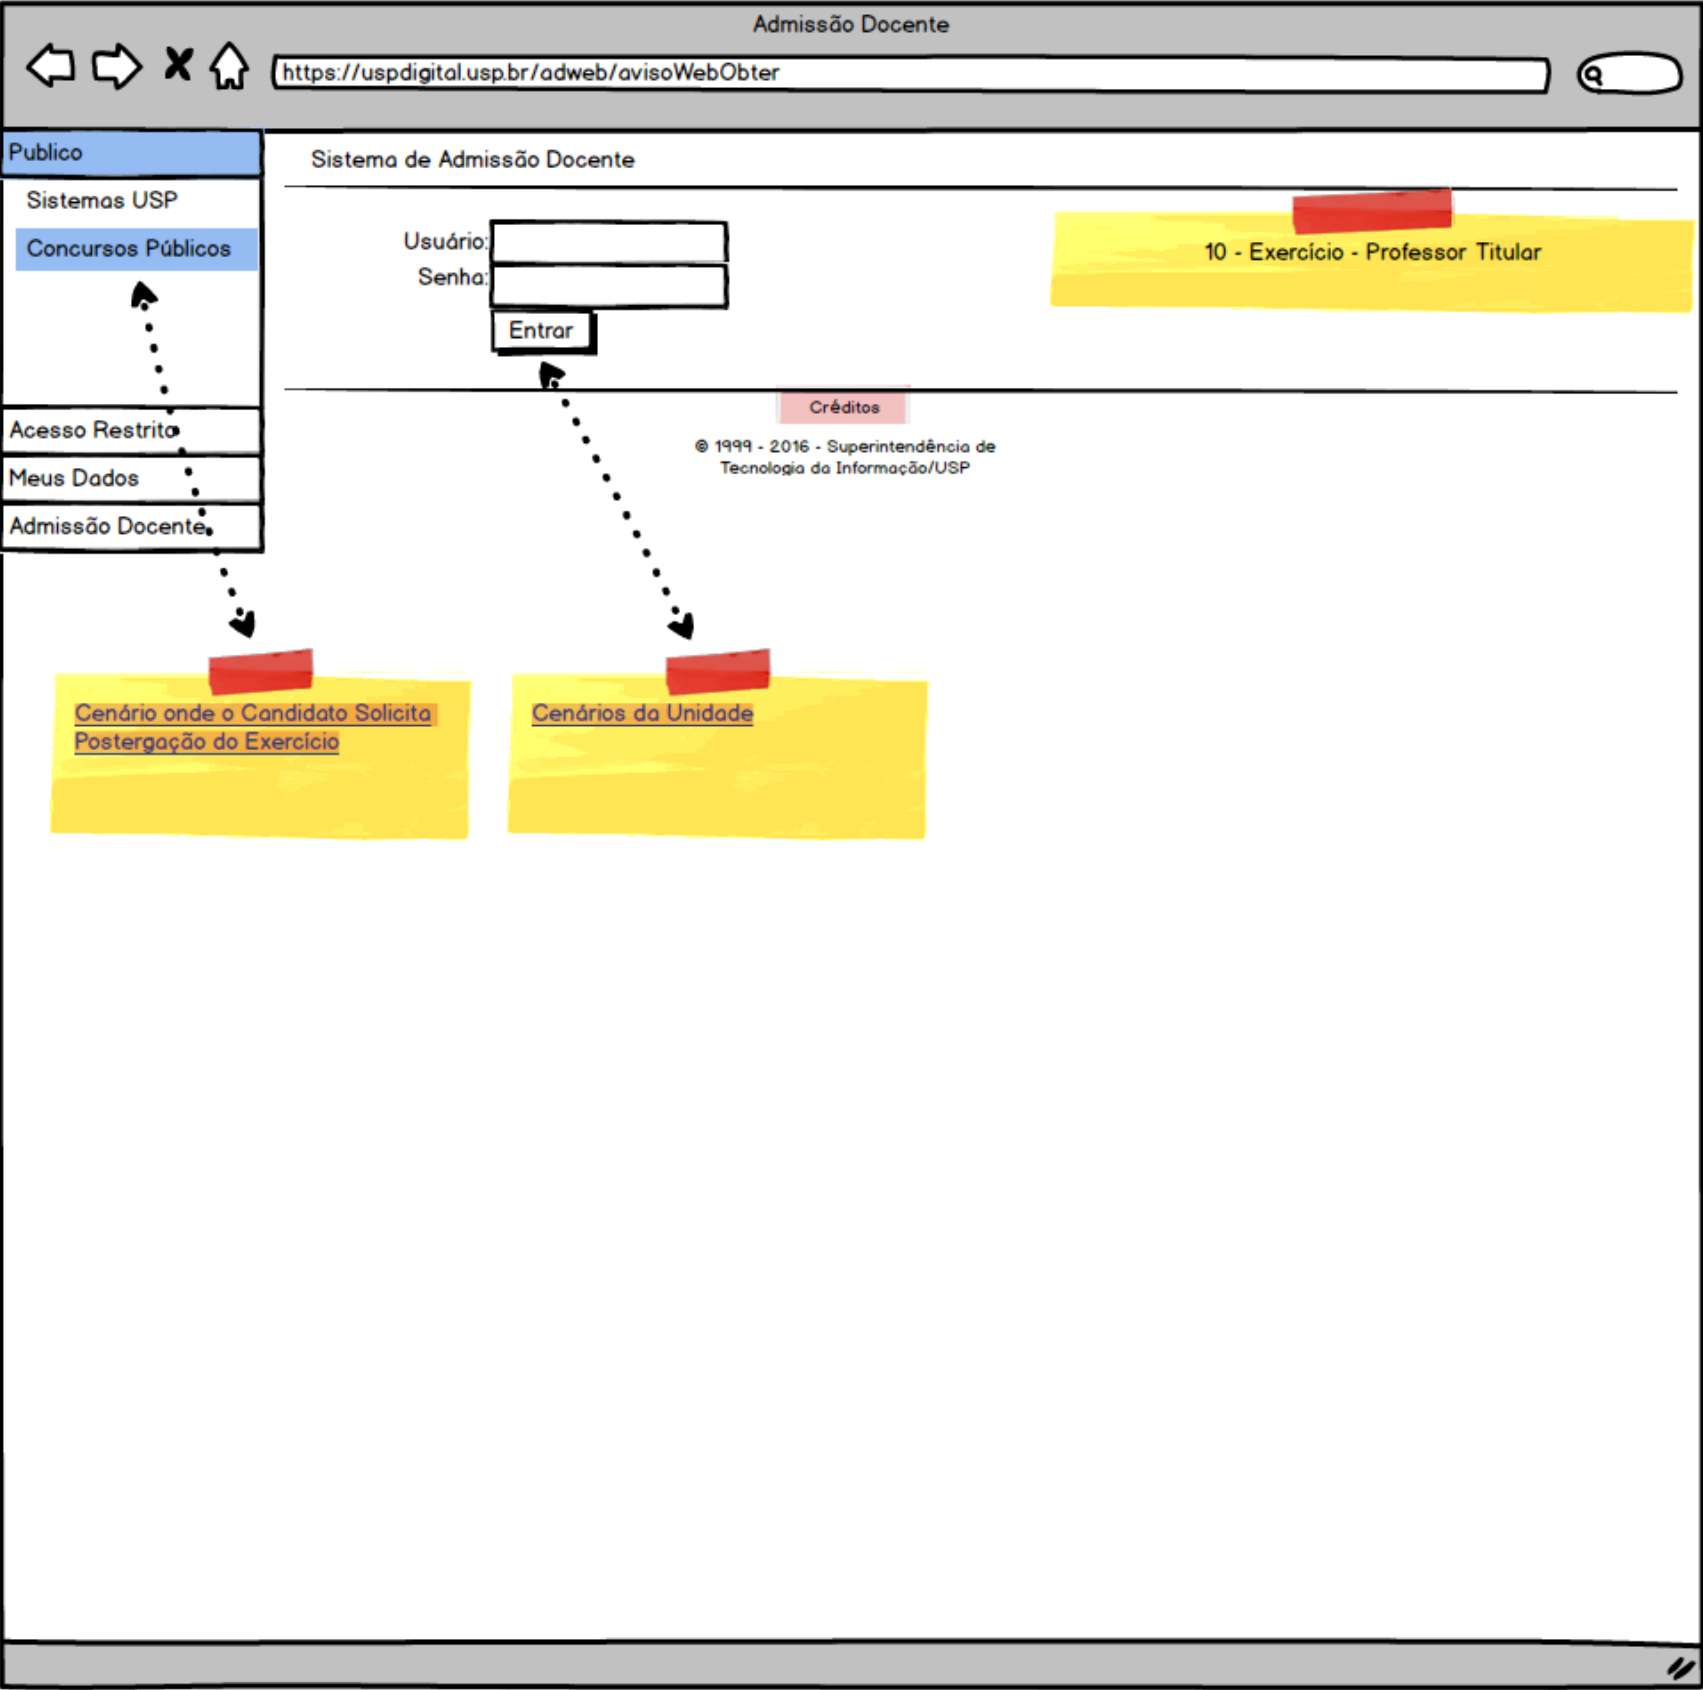 Admissão Docente
https://uspdigital.usp.br/adweb/avisoWebObter
Publico
Sistemas USP
Concursos Públicos
Acesso Restrito
Meus Dados
Admissão Docente
Sistema de Admissão Docente
Usuário:
Senha:
Entrar
10 - Exercício - Professor Titular
Créditos
© 1999 - 2016 - Superintendência de
Tecnologia da Informação/USP
Cenário onde o Candidato Solicita
Postergação do Exercício
Cenários da Unidade